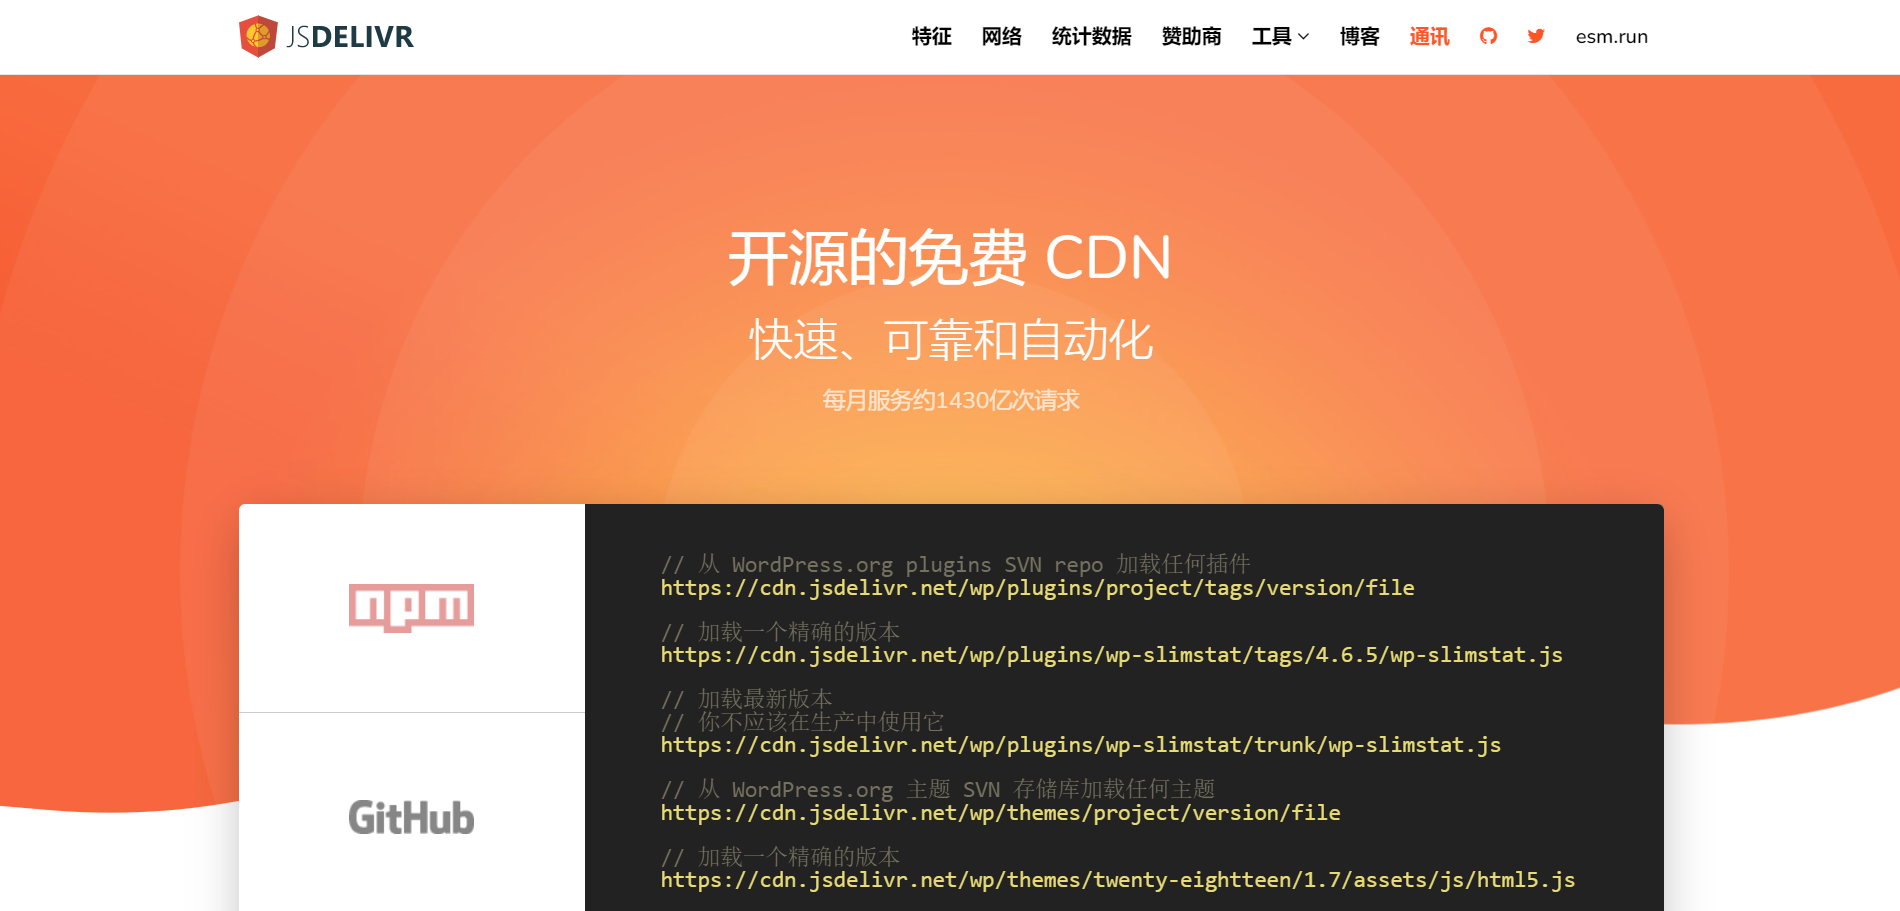 JSDELIVR
特征 网络 统计数据 赞助商 工具 博客 通讯 esm.run
开源的免费 CDN
快速、可靠和自动化
每月服务约1430亿次请求
npm
GitHub
// 从 WordPress.org plugins SVN repo 加载任何插件
https://cdn.jsdelivr.net/wp/plugins/project/tags/version/file
// 加载一个精确的版本
https://cdn.jsdelivr.net/wp/plugins/wp-slimstat/tags/4.6.5/wp-slimstat.js
// 加载最新版本
// 你不应该在生产中使用它
https://cdn.jsdelivr.net/wp/plugins/wp-slimstat/trunk/wp-slimstat.js
// 从 WordPress.org 主题 SVN 存储库加载任何主题
https://cdn.jsdelivr.net/wp/themes/project/version/file
// 加载一个精确的版本
https://cdn.jsdelivr.net/wp/themes/twenty-eightteen/1.7/assets/js/html5.js